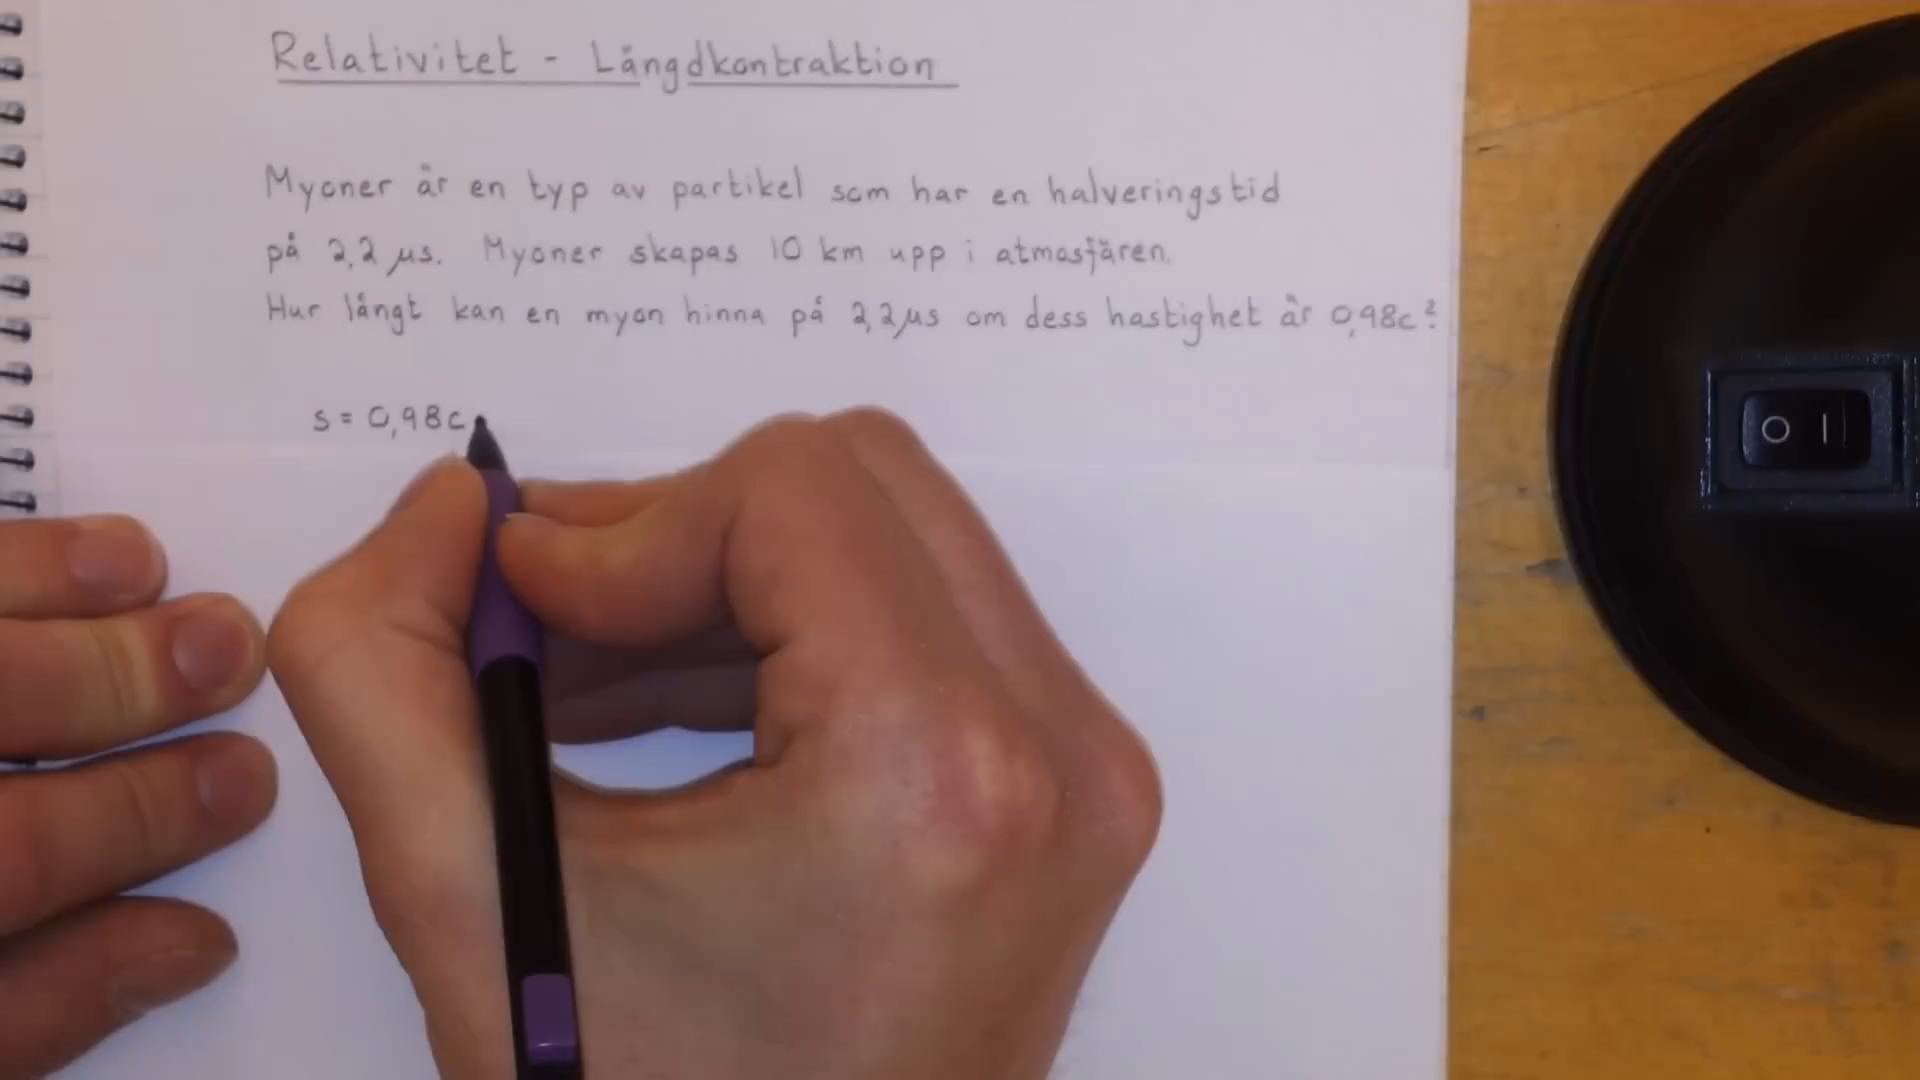 Relativitet - Längdkontraktion
Myoner är en typ av partikel som har en halveringstid
på 2,2 μs. Myoner skapas 10 km upp i atmosfären.
Hur långt kan en myon hinna på 2,2 μs om dess hastighet är 0,98c?
s = 0,98c
O I